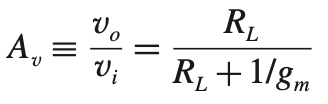 A_v ≡ v_o/v_i = R_L/(R_L + 1/g_m)